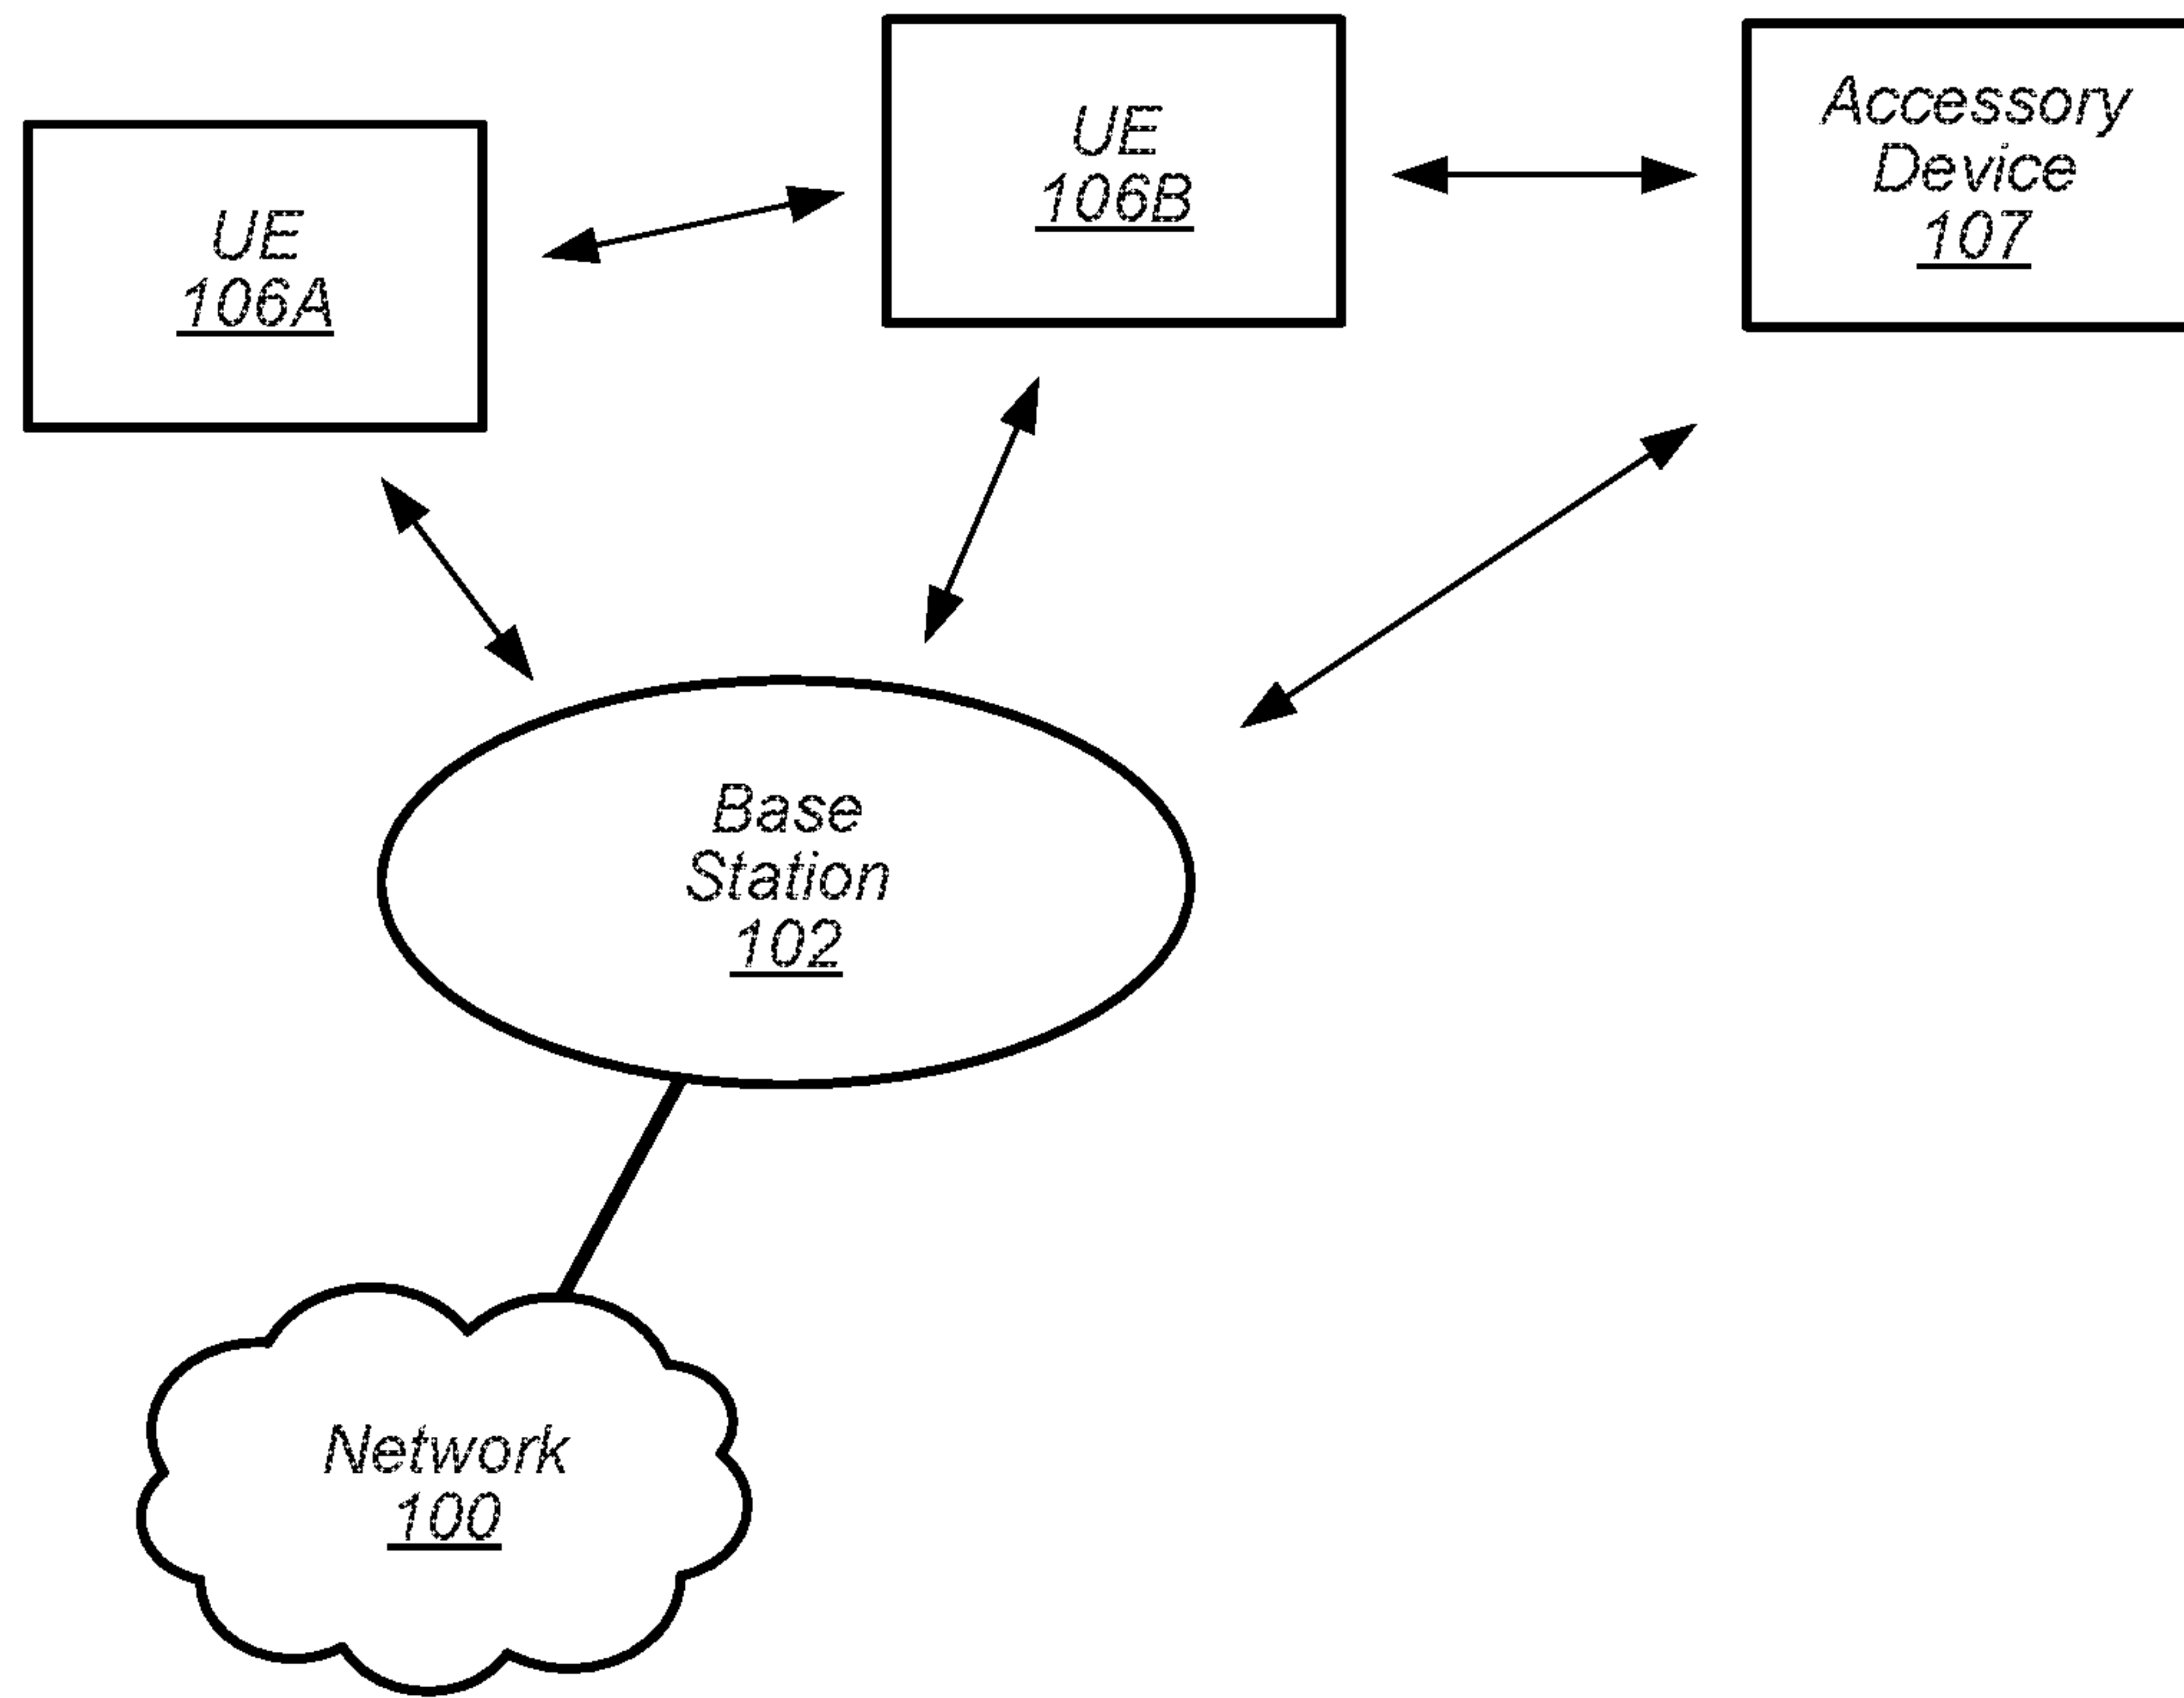 UE
106A
UE
106B
Accessory
Device
107
Base
Station
102
Network
100